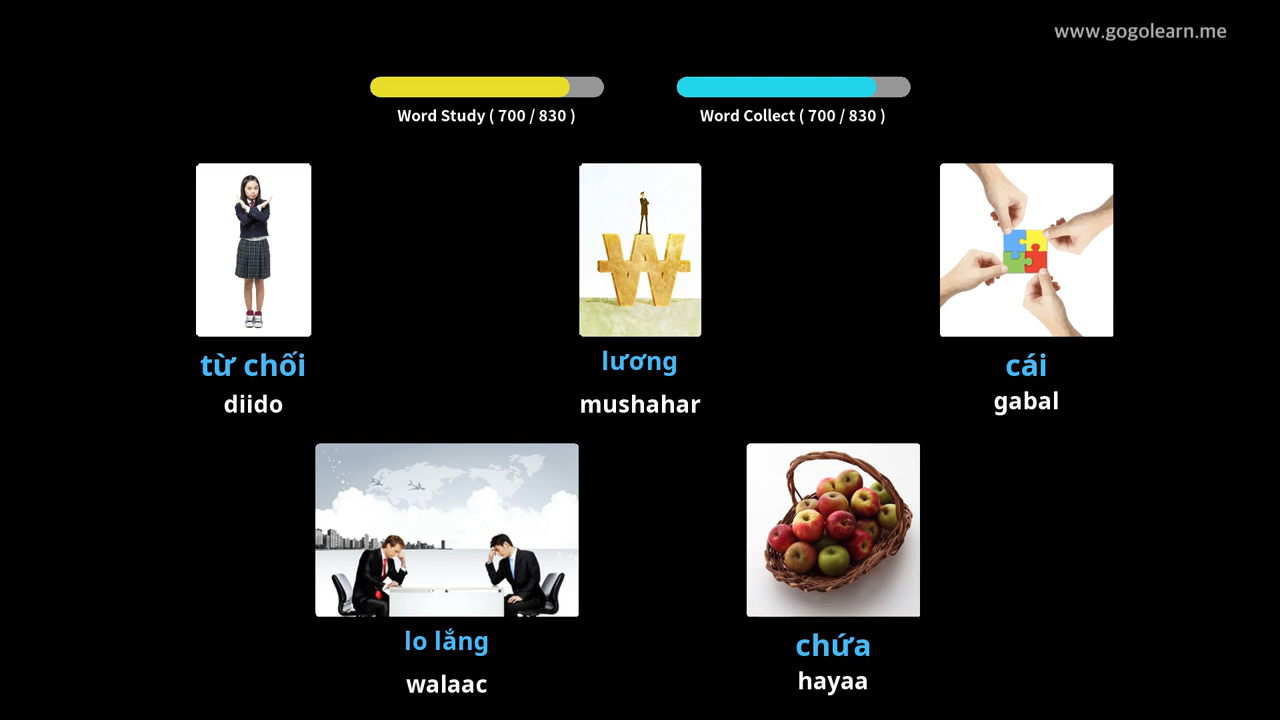 www.gogolearn.me
Word Study ( 700 / 830 )
Word Collect ( 700 / 830 )
từ chối
diido
lương
mushahar
cái
gabal
lo lắng
walaac
chứa
hayaa